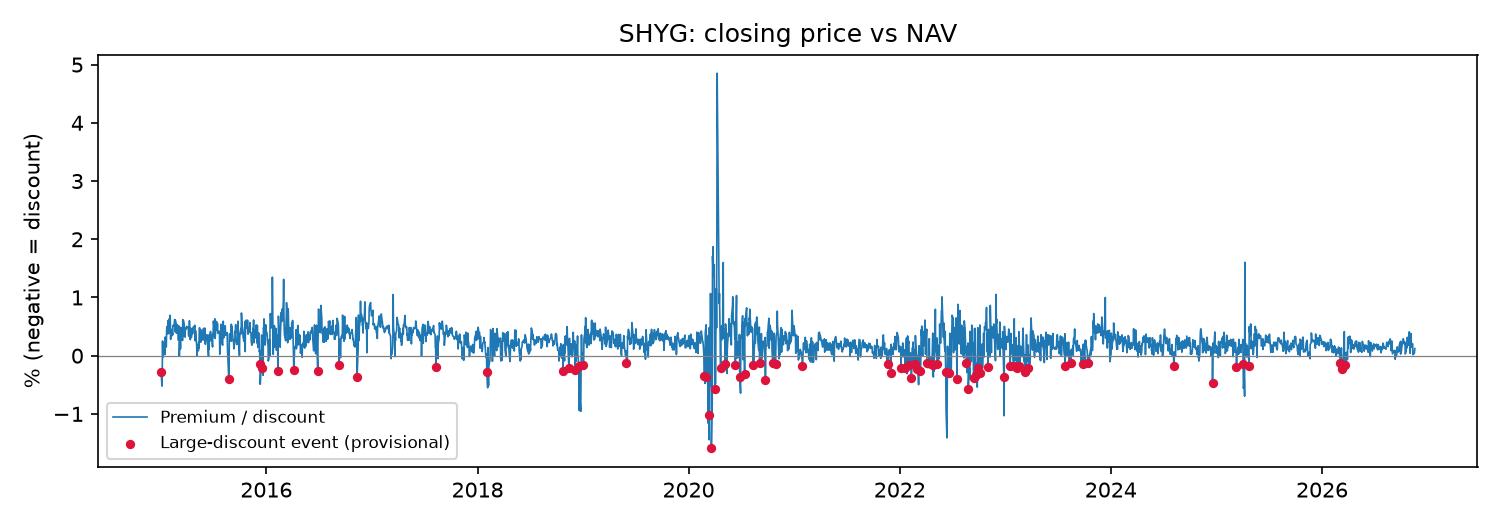 SHYG: closing price vs NAV
% (negative = discount)
5
4
3
2
1
0
−1
Premium / discount
Large-discount event (provisional)
2016 2018 2020 2022 2024 2026